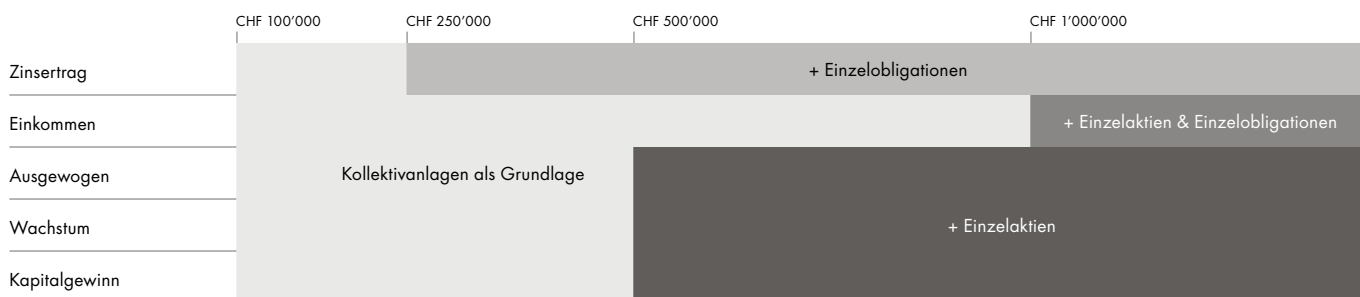 CHF 100’000
CHF 250’000
CHF 500’000
CHF 1’000’000
Zinsertrag
+ Einzelobligationen
Einkommen
+ Einzelaktien & Einzelobligationen
Ausgewogen
Kollektivanlagen als Grundlage
Wachstum
+ Einzelaktien
Kapitalgewinn